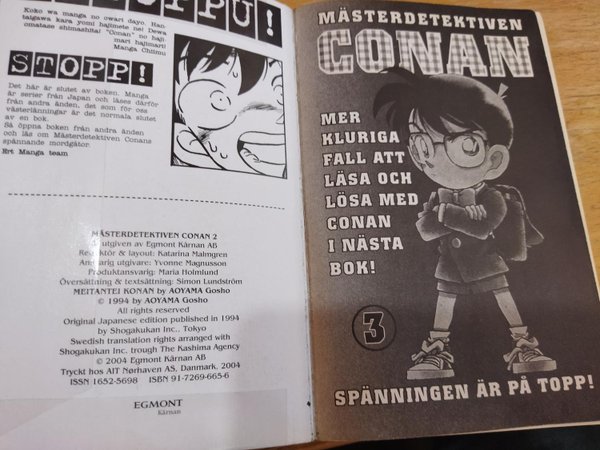 STOPPU!
Koko wa manga no owari dayo. Han-
taigawa kara yomi hajimete ne! Dewa
omatase shimashita! "Conan" no haji
mari hajimari!
Manga Chiimu
STOPP!
Det här är slutet av boken. Manga
är serier från Japan och läses därför
från andra änden, det som för oss
västerlänningar är det normala slutet
av en bok.
Så öppna boken från andra änden
och läs om Mästerdetektiven Conans
spännande mordgåtor.
Ert Manga team
MÄSTERDETEKTIVEN CONAN 2
utgiven av Egmont Kärnan AB
Redaktör & layout: Katarina Malmgren
Ansvarig utgivare: Yvonne Magnusson
Produktansvarig: Maria Holmlund
Översättning & textsättning: Simon Lundström
MEITANTEI KONAN by AOYAMA Gosho
© 1994 by AOYAMA Gosho
All rights reserved
Original Japanese edition published in 1994
by Shogakukan Inc., Tokyo
Swedish translation rights arranged with
Shogakukan Inc. trough The Kashima Agency
© 2004 Egmont Kärnan AB
Tryckt hos AIT Nørhaven AS, Danmark, 2004
ISSN 1652-5698 ISBN 91-7269-665-6
EGMONT
Kärnan
MÄSTERDETEKTIVEN
CONAN
MER
KLURIGA
FALL ATT
LÄSA OCH
LÖSA MED
CONAN
I NÄSTA
BOK!
3
SPÄNNINGEN ÄR PÅ TOPP!